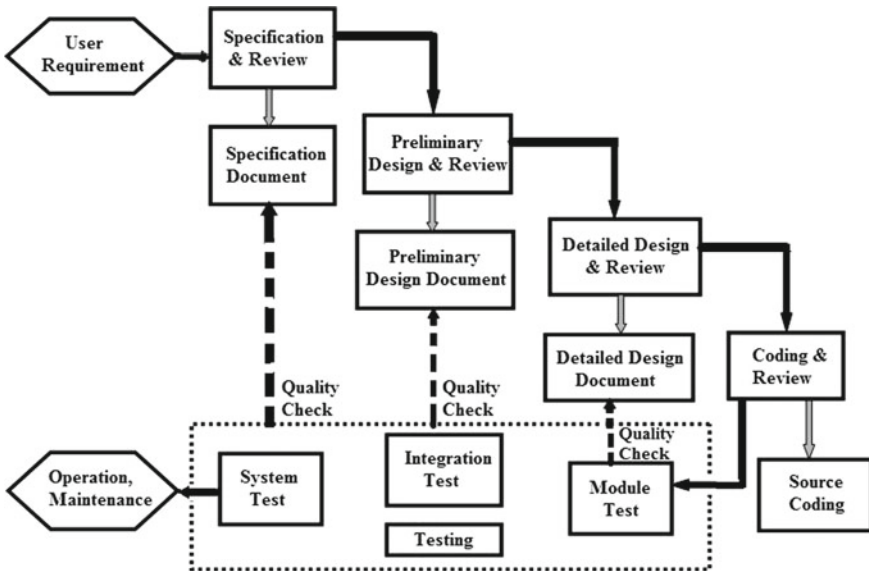 User
Requirement
Specification
& Review
Specification
Document
Preliminary
Design & Review
Preliminary
Design Document
Detailed Design
& Review
Detailed Design
Document
Coding &
Review
Source
Coding
Quality
Check
Quality
Check
Quality
Check
Operation,
Maintenance
System
Test
Integration
Test
Testing
Module
Test